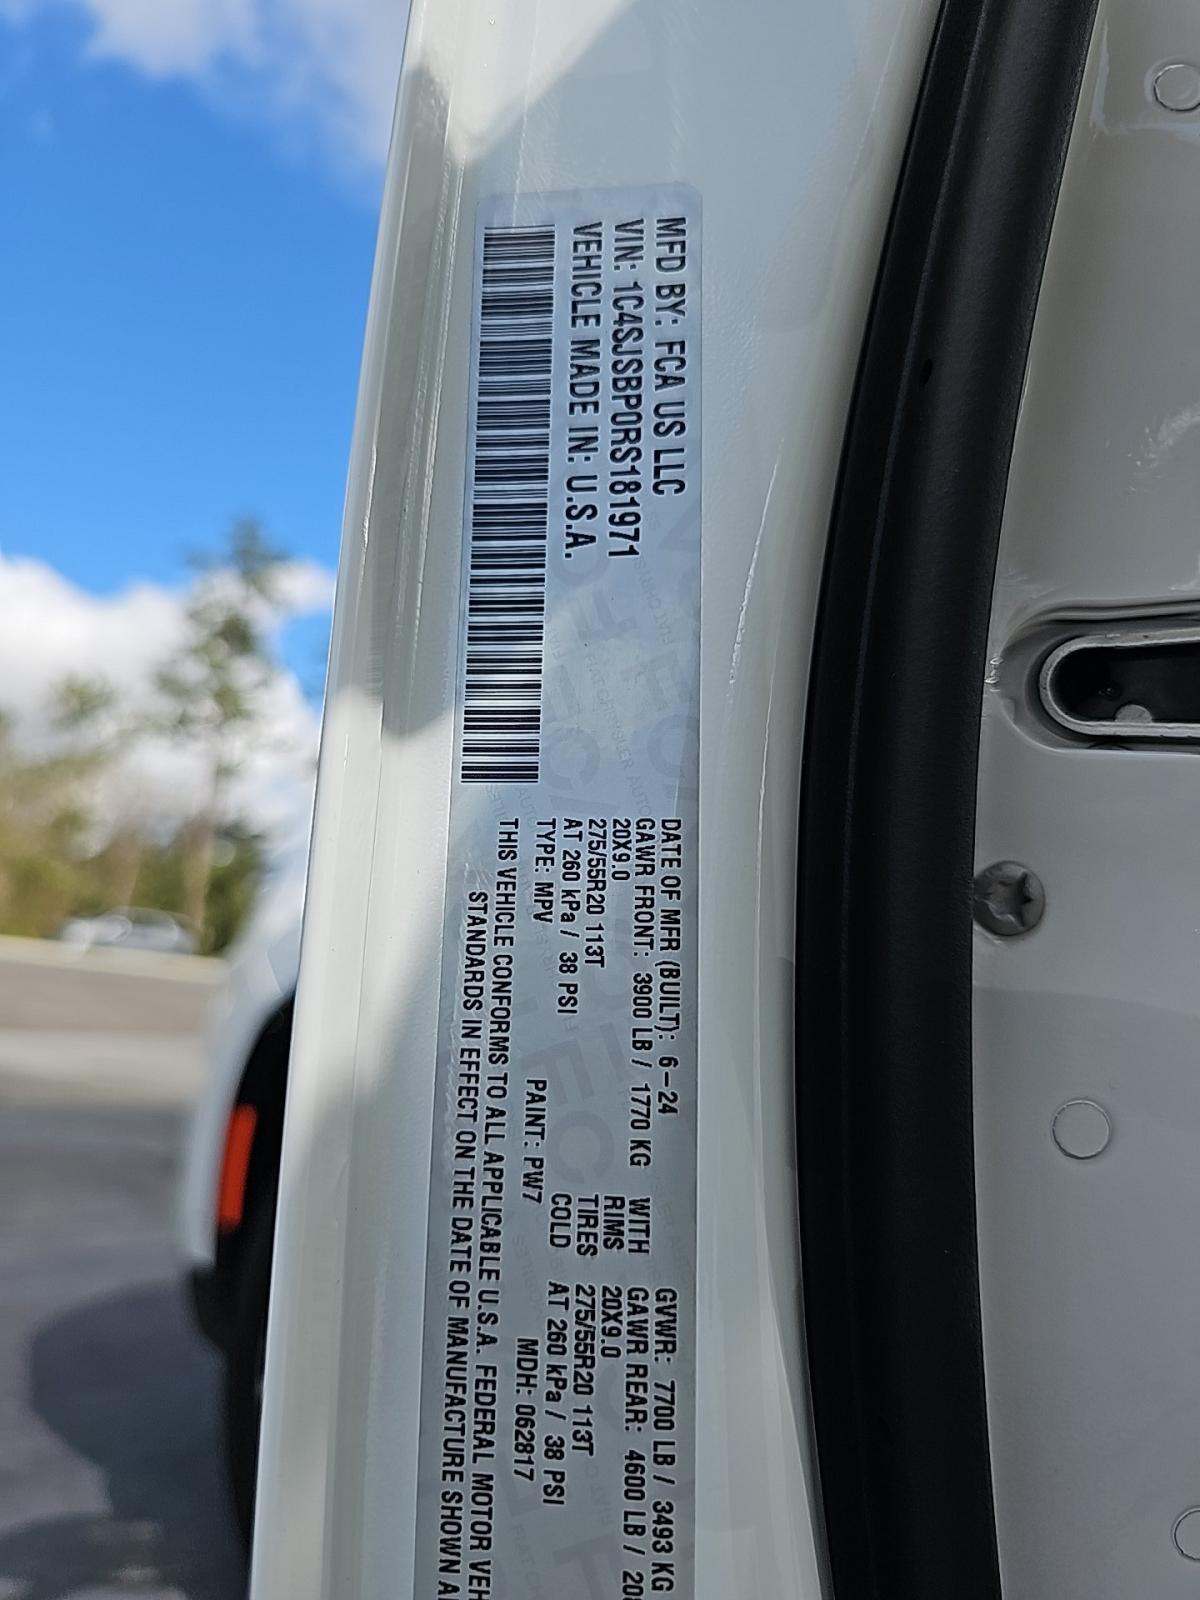 MFD BY: FCA US LLC
VIN: 1C4SJSBP0RS181971
VEHICLE MADE IN: U.S.A.
DATE OF MFR (BUILT): 6-24 GVWR: 7700 LB / 3493 KG
GAWR FRONT: 3900 LB / 1770 KG WITH GAWR REAR: 4600 LB /
20X9.0 RIMS 20X9.0
275/55R20 113T TIRES 275/55R20 113T
AT 260 kPa / 38 PSI COLD AT 260 kPa / 38 PSI
TYPE: MPV PAINT: PW7 MDH: 062817
THIS VEHICLE CONFORMS TO ALL APPLICABLE U.S.A. FEDERAL MOTOR
STANDARDS IN EFFECT ON THE DATE OF MANUFACTURE SHOWN